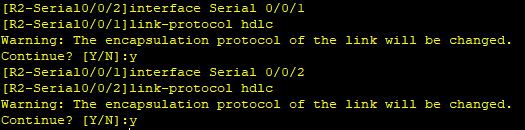 [R2-Serial0/0/2]interface Serial 0/0/1
[R2-Serial0/0/1]link-protocol hdlc
Warning: The encapsulation protocol of the link will be changed.
Continue? [Y/N]:y
[R2-Serial0/0/1]interface Serial 0/0/2
[R2-Serial0/0/2]link-protocol hdlc
Warning: The encapsulation protocol of the link will be changed.
Continue? [Y/N]:y